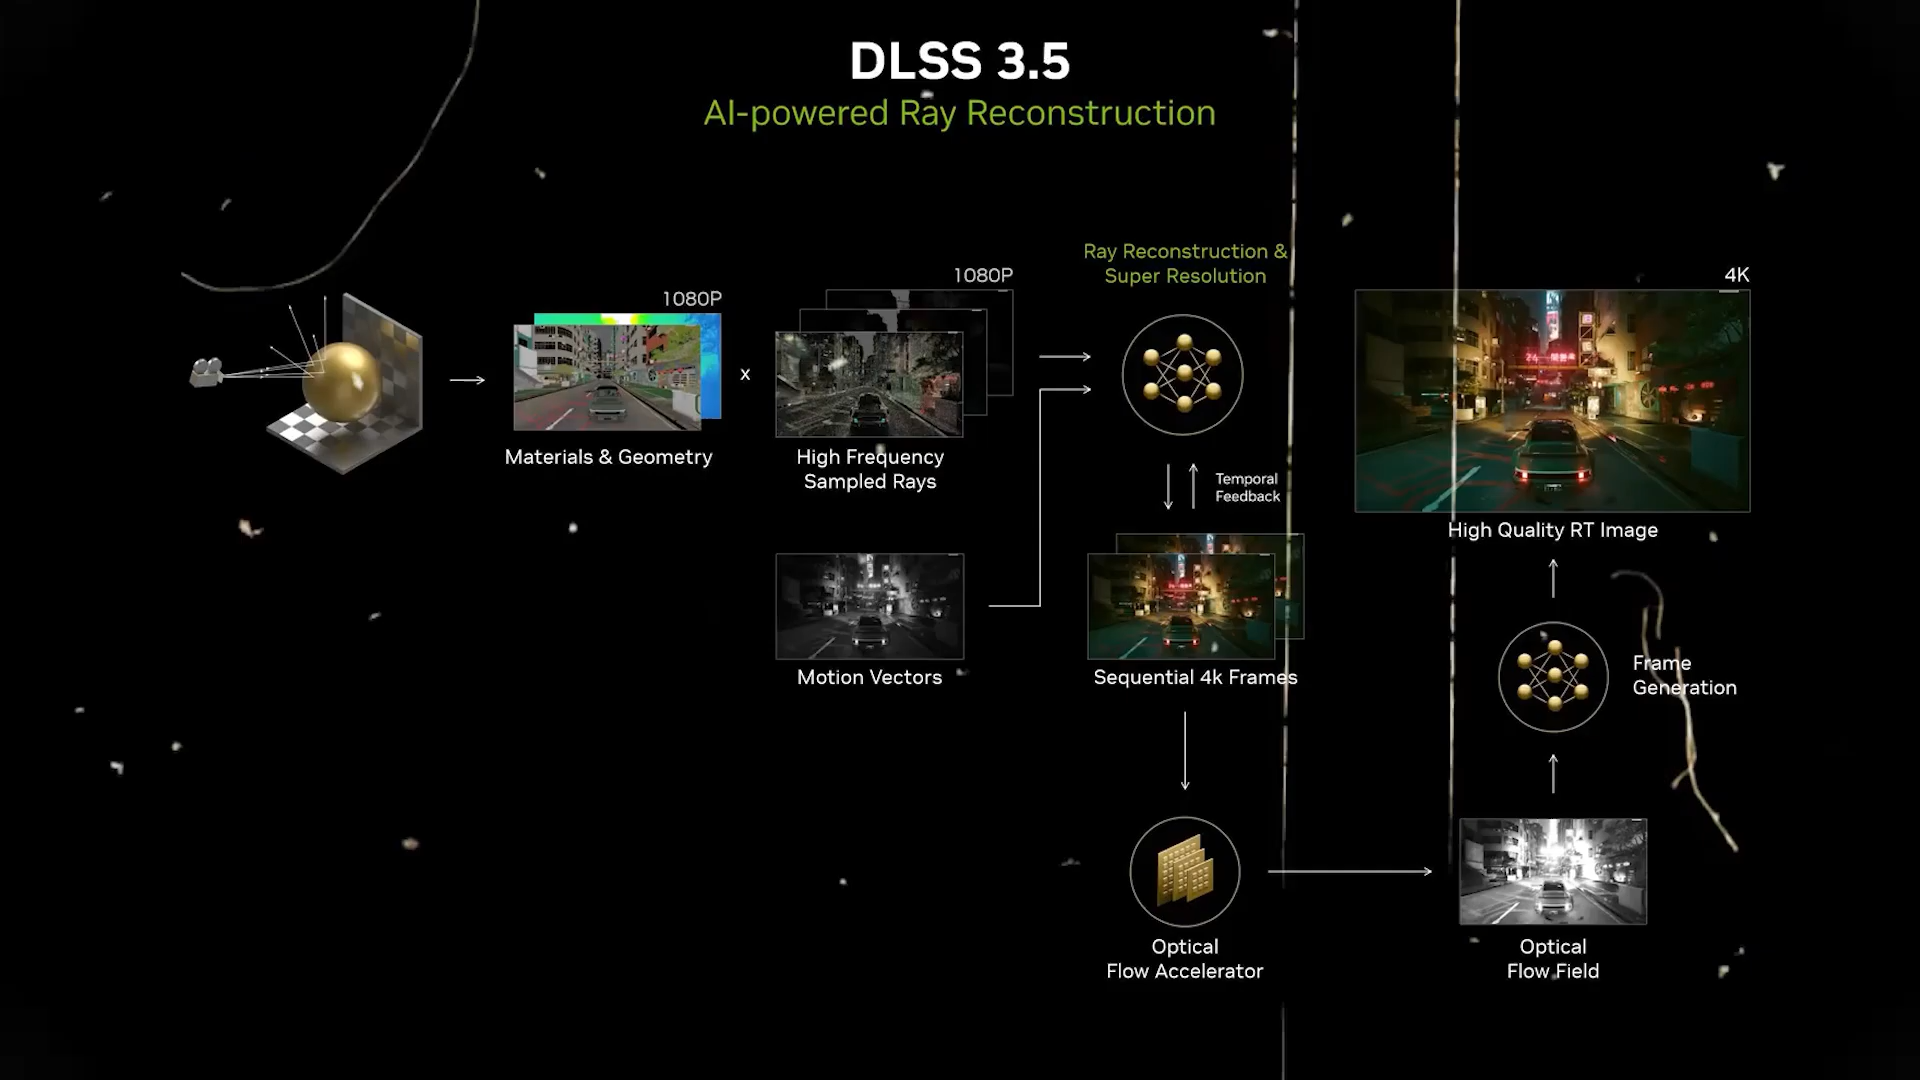 DLSS 3.5
AI-powered Ray Reconstruction
1080P
Materials & Geometry
x
1080P
High Frequency
Sampled Rays
Motion Vectors
Ray Reconstruction &
Super Resolution
Temporal
Feedback
Sequential 4k Frames
Optical
Flow Accelerator
Optical
Flow Field
Frame
Generation
4K
High Quality RT Image